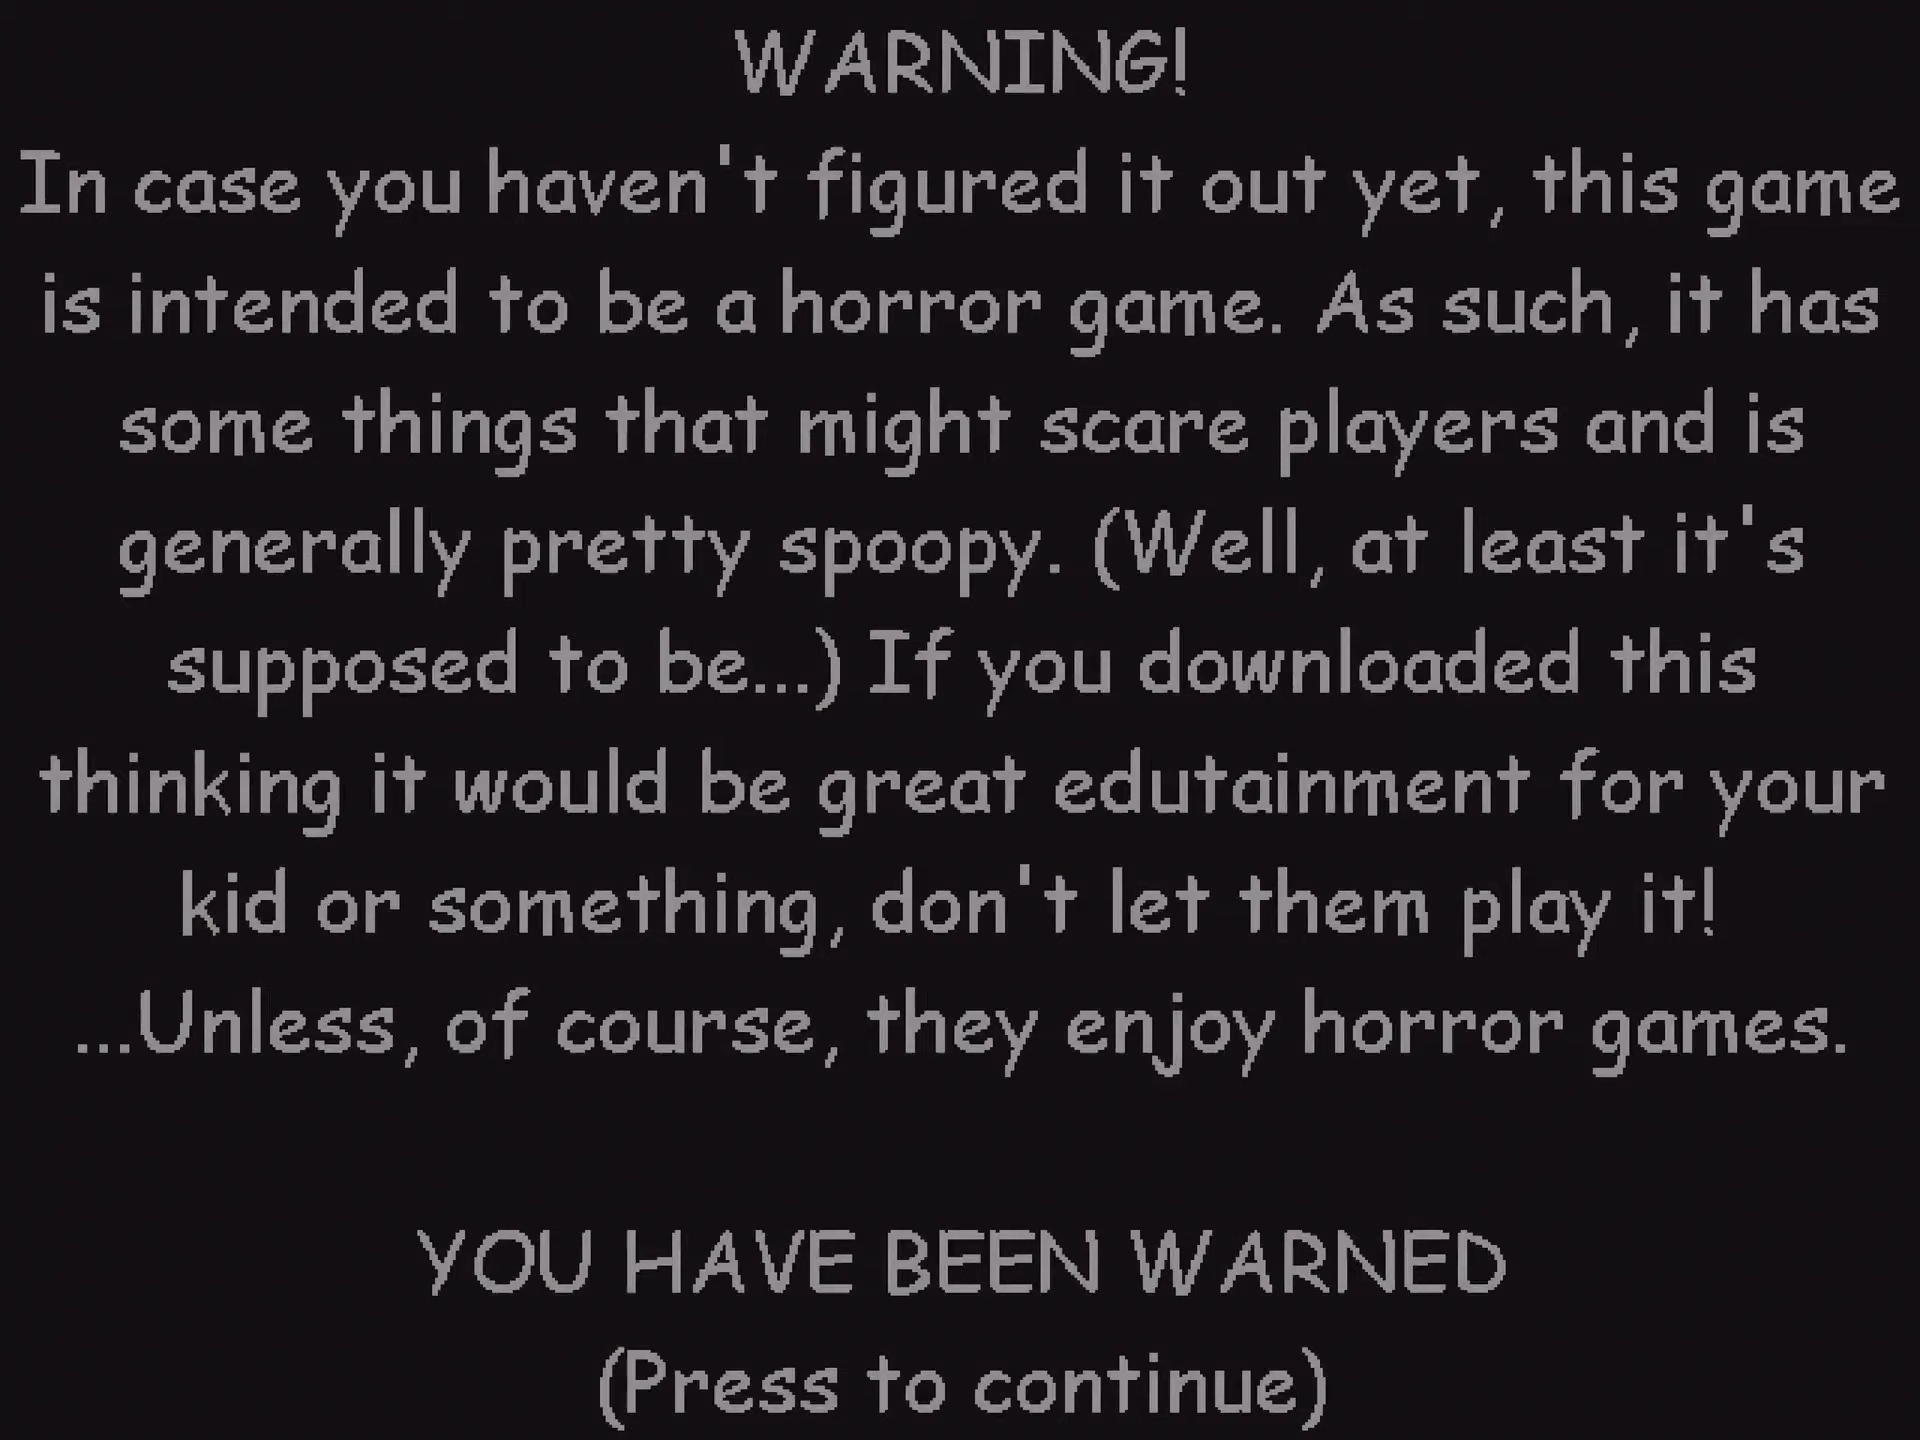 WARNING!
In case you haven't figured it out yet, this game
is intended to be a horror game. As such, it has
some things that might scare players and is
generally pretty spoopy. (Well, at least it's
supposed to be...) If you downloaded this
thinking it would be great edutainment for your
kid or something, don't let them play it!
...Unless, of course, they enjoy horror games.
YOU HAVE BEEN WARNED
(Press to continue)